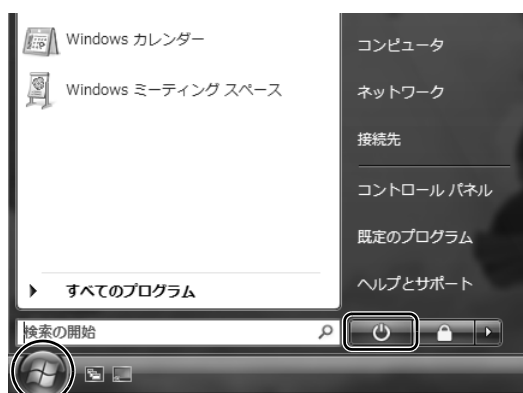 Windows カレンダー
Windows ミーティング スペース
すべてのプログラム
検索の開始
コンピュータ
ネットワーク
接続先
コントロール パネル
既定のプログラム
ヘルプとサポート